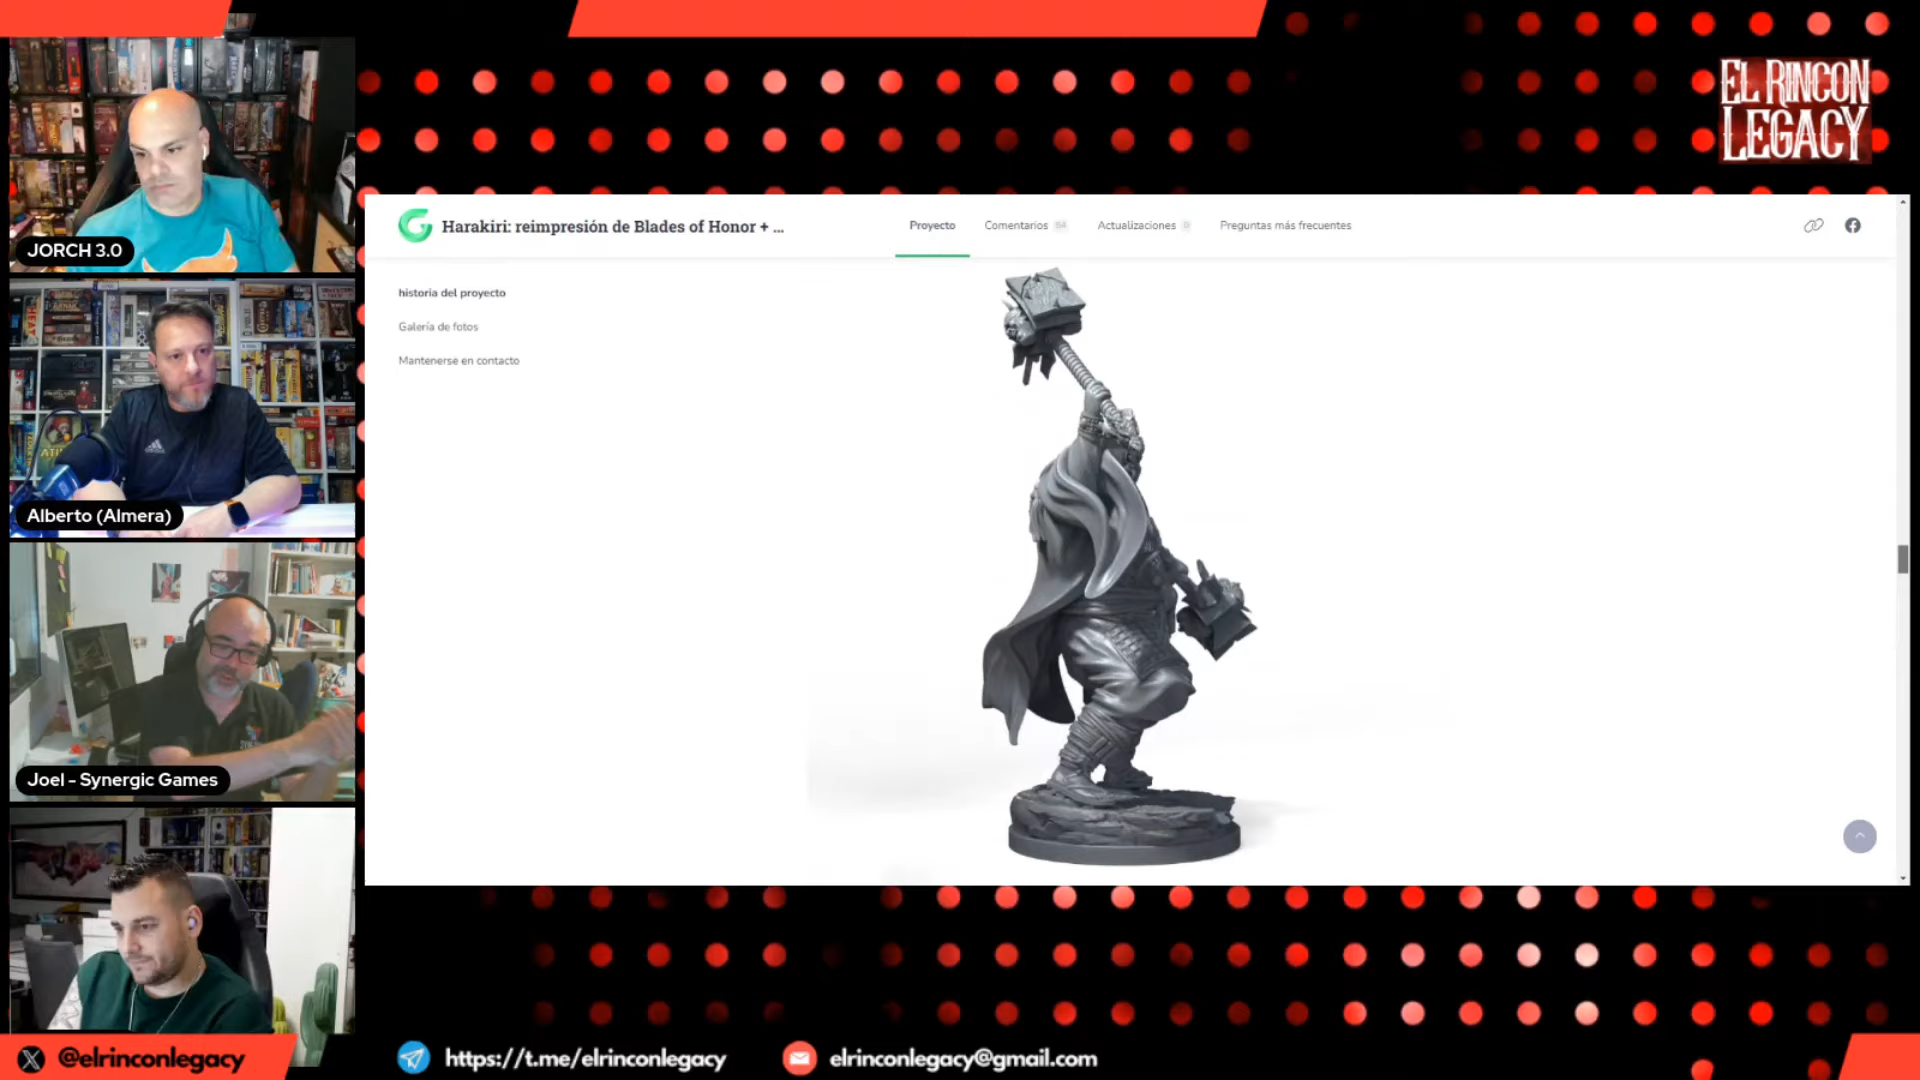 EL RINCON
LEGACY
JORCH 3.0
Harakiri: reimpresión de Blades of Honor + ...
Proyecto
Comentarios
Actualizaciones 0
Preguntas más frecuentes
historia del proyecto
Galería de fotos
Mantenerse en contacto
HEAT
Alberto (Almera)
Joel - Synergic Games
@elrinconlegacy
https://t.me/elrinconlegacy
elrinconlegacy@gmail.com